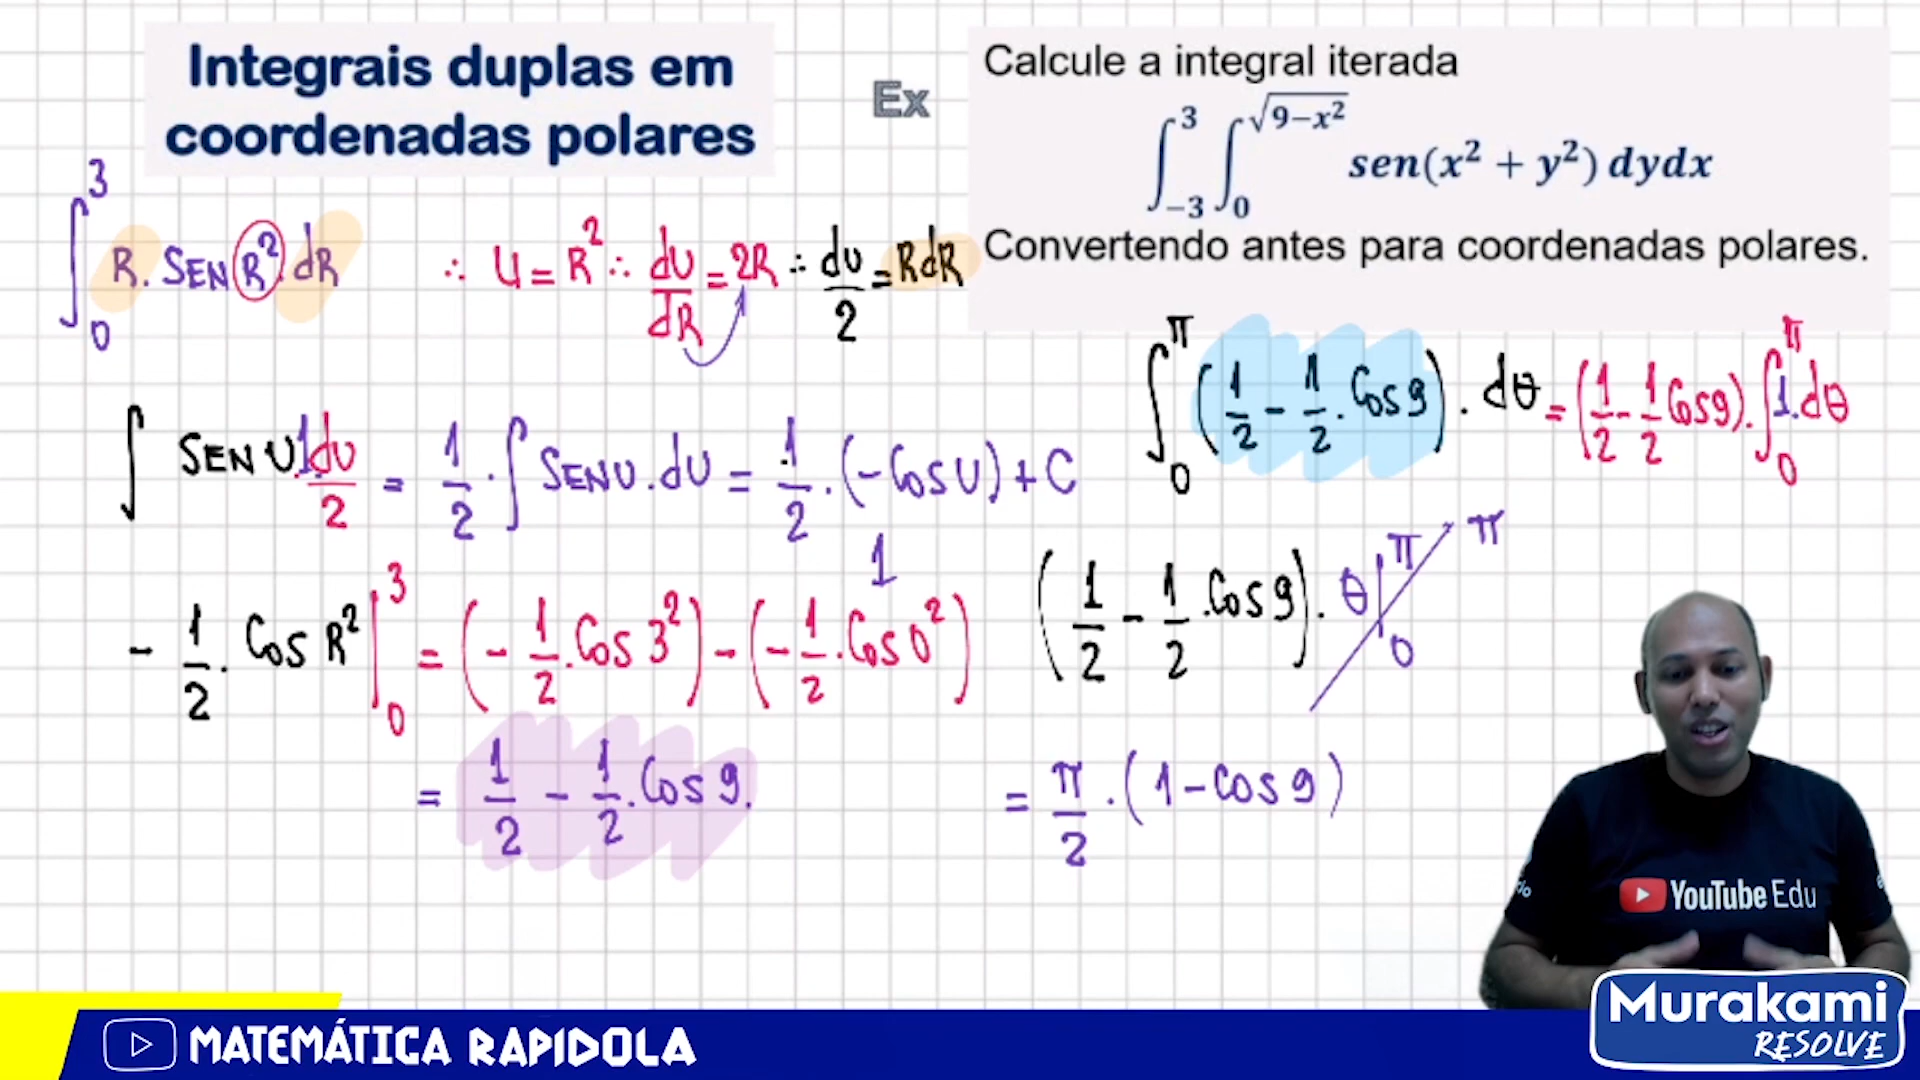 Integrais duplas em
coordenadas polares
Ex
Calcule a integral iterada
∫_{-3}^{3} ∫_0^{√9-x²} sen(x² + y²) dydx
Convertendo antes para coordenadas polares.
∫_0^3 R. SEN R². dR ∴ U = R² ∴ dU/dR = 2R ∴ dU/2 = RdR
∫ SENU.1.dU/2 = 1/2 . ∫ SENU.dU = 1/2 . (-COSU) + C
- 1/2 . COS R² |_0^3 = (- 1/2 . COS 3²) - (- 1/2 . COS 0²) 1
= 1/2 - 1/2 . COS 9.
∫_0^π (1/2 - 1/2 . COS 9) . dθ = (1/2 - 1/2 COS 9) . ∫_0^π 1.dθ
(1/2 - 1/2 . COS 9) . θ |_0^π π
= π/2 . (1 - COS 9)
YouTube Edu
MATEMÁTICA RAPIDOLA
Murakami
RESOLVE